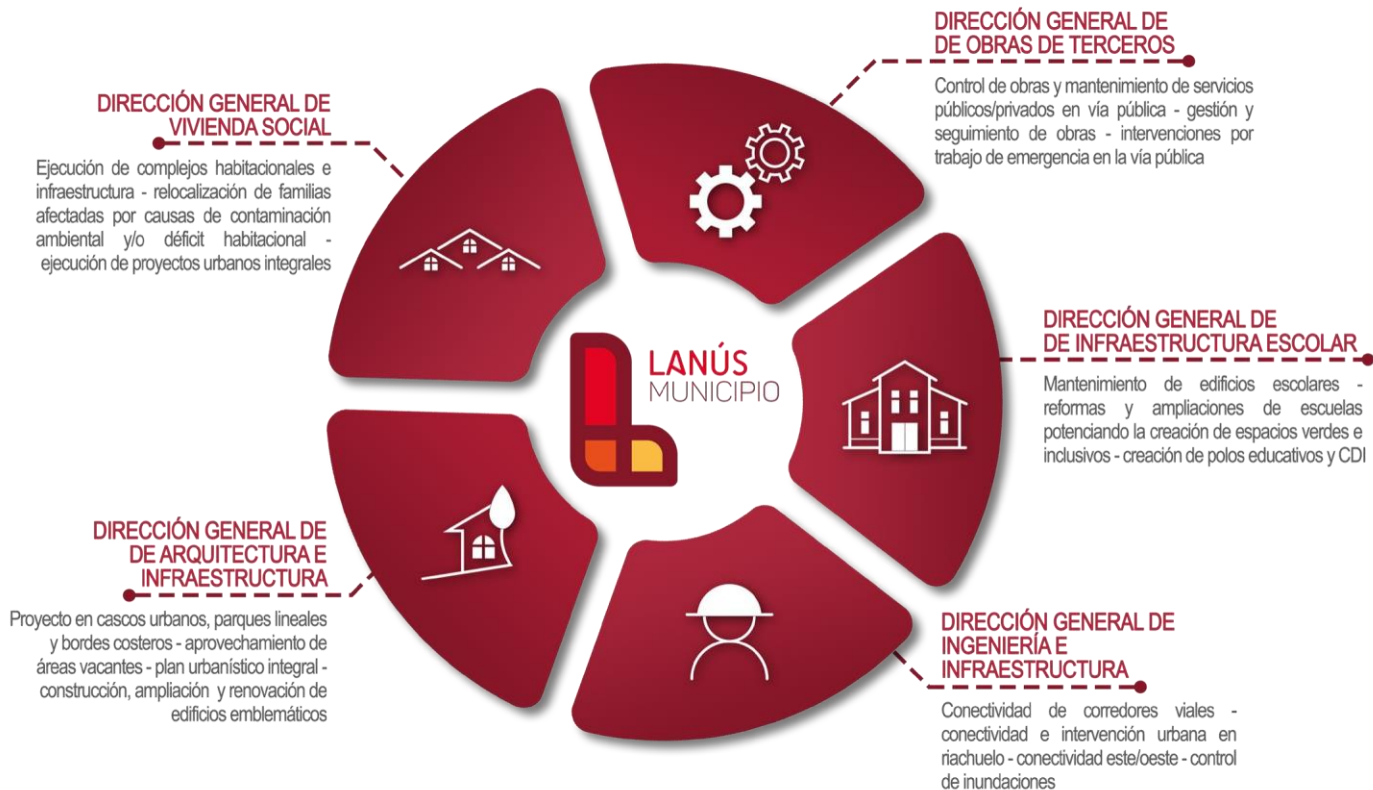 DIRECCIÓN GENERAL DE
DE OBRAS DE TERCEROS
Control de obras y mantenimiento de servicios
públicos/privados en vía pública - gestión y
seguimiento de obras - intervenciones por
trabajo de emergencia en la vía pública
DIRECCIÓN GENERAL DE
VIVIENDA SOCIAL
Ejecución de complejos habitacionales e
infraestructura - relocalización de familias
afectadas por causas de contaminación
ambiental y/o déficit habitacional -
ejecución de proyectos urbanos integrales
LANÚS
MUNICIPIO
DIRECCIÓN GENERAL DE
DE INFRAESTRUCTURA ESCOLAR
Mantenimiento de edificios escolares -
reformas y ampliaciones de escuelas
potenciando la creación de espacios verdes e
inclusivos - creación de polos educativos y CDI
DIRECCIÓN GENERAL DE
DE ARQUITECTURA E
INFRAESTRUCTURA
Proyecto en cascos urbanos, parques lineales
y bordes costeros - aprovechamiento de
áreas vacantes - plan urbanístico integral -
construcción, ampliación y renovación de
edificios emblemáticos
DIRECCIÓN GENERAL DE
INGENIERÍA E
INFRAESTRUCTURA
Conectividad de corredores viales -
conectividad e intervención urbana en
riachuelo - conectividad este/oeste - control
de inundaciones